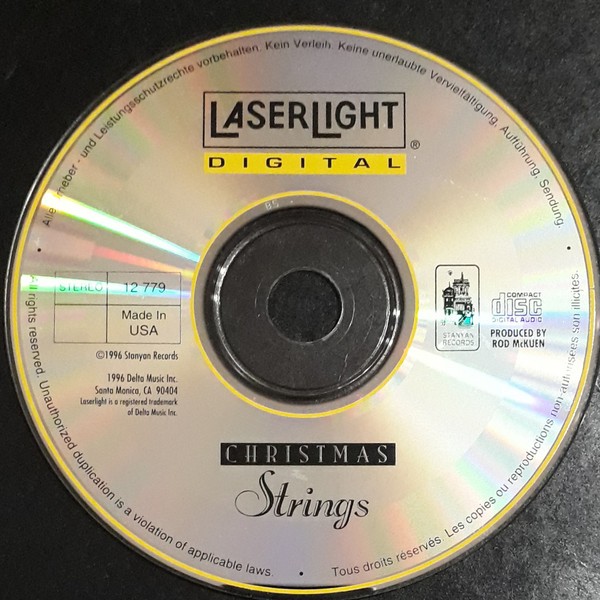 Alle Urheber- und Leistungsschutzrechte vorbehalten. Kein Verleih. Keine unerlaubte Vervielfältigung, Aufführung, Sendung.
LASERLIGHT®
DIGITAL
STEREO 12 779
Made In
USA
©1996 Stanyan Records
1996 Delta Music Inc.
Santa Monica, CA 90404
Laserlight is a registered trademark
of Delta Music Inc.
STANYAN
RECORDS
COMPACT
disc
DIGITAL AUDIO
PRODUCED BY
ROD McKUEN
CHRISTMAS
Strings
All rights reserved. Unauthorized duplication is a violation of applicable laws.
Tous droits réservés. Les copies ou reproductions non-autorisées son illicites.